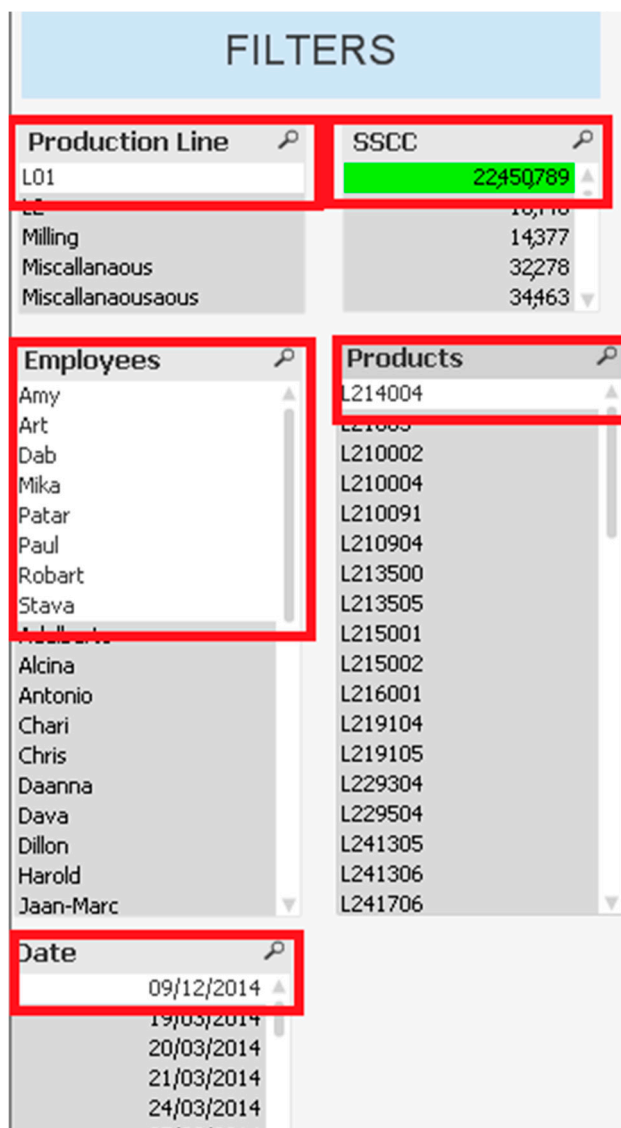 FILTERS
Production Line
L01
L2
Milling
Miscallanaous
Miscallanaousaous
SSCC
22,450,789
14,377
32,278
34,463
Employees
Amy
Art
Dab
Mika
Patar
Paul
Robart
Stava
Alcina
Antonio
Chari
Chris
Daanna
Dava
Dillon
Harold
Jaan-Marc
Products
L214004
L210002
L210004
L210091
L210904
L213500
L213505
L215001
L215002
L216001
L219104
L219105
L229304
L229504
L241305
L241306
L241706
Date
09/12/2014
19/03/2014
20/03/2014
21/03/2014
24/03/2014